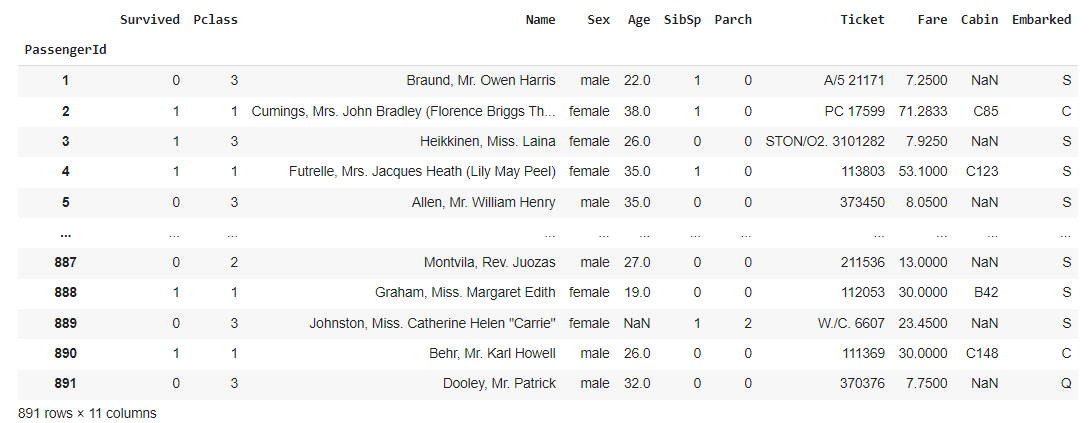 Survived Pclass Name Sex Age SibSp Parch Ticket Fare Cabin Embarked
PassengerId
1 0 3 Braund, Mr. Owen Harris male 22.0 1 0 A/5 21171 7.2500 NaN S
2 1 1 Cumings, Mrs. John Bradley (Florence Briggs Th... female 38.0 1 0 PC 17599 71.2833 C85 C
3 1 3 Heikkinen, Miss. Laina female 26.0 0 0 STON/O2. 3101282 7.9250 NaN S
4 1 1 Futrelle, Mrs. Jacques Heath (Lily May Peel) female 35.0 1 0 113803 53.1000 C123 S
5 0 3 Allen, Mr. William Henry male 35.0 0 0 373450 8.0500 NaN S
... ... ... ... ... ... ... ... ... ... ... ...
887 0 2 Montvila, Rev. Juozas male 27.0 0 0 211536 13.0000 NaN S
888 1 1 Graham, Miss. Margaret Edith female 19.0 0 0 112053 30.0000 B42 S
889 0 3 Johnston, Miss. Catherine Helen "Carrie" female NaN 1 2 W./C. 6607 23.4500 NaN S
890 1 1 Behr, Mr. Karl Howell male 26.0 0 0 111369 30.0000 C148 C
891 0 3 Dooley, Mr. Patrick male 32.0 0 0 370376 7.7500 NaN Q
891 rows × 11 columns